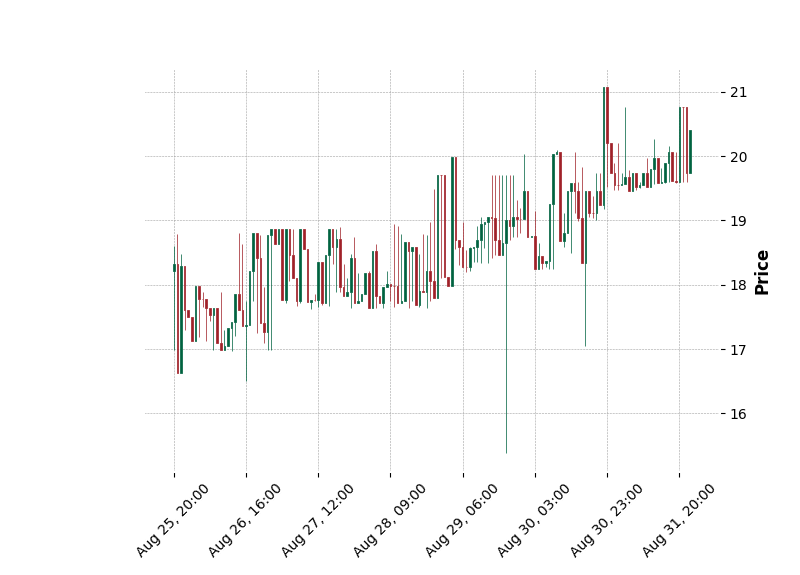 21
20
19
18
17
16
Price
Aug 25, 20:00
Aug 26, 16:00
Aug 27, 12:00
Aug 28, 09:00
Aug 29, 06:00
Aug 30, 03:00
Aug 30, 23:00
Aug 31, 20:00